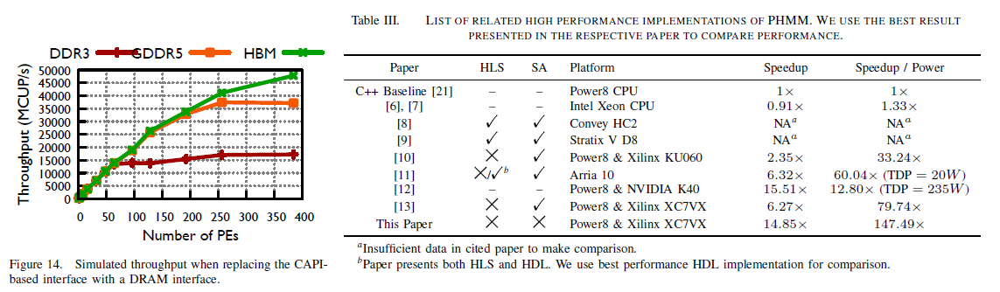 DDR3 GDDR5 HBM
50000
45000
40000
35000
30000
25000
20000
15000
10000
5000
0
0 50 100 150 200 250 300 350 400
Throughput (MCUP/s)
Number of PEs
Figure 14. Simulated throughput when replacing the CAPI-
based interface with a DRAM interface.
Table III. LIST OF RELATED HIGH PERFORMANCE IMPLEMENTATIONS OF PHMM. WE USE THE BEST RESULT
PRESENTED IN THE RESPECTIVE PAPER TO COMPARE PERFORMANCE.
Paper HLS SA Platform Speedup Speedup / Power
C++ Baseline [21] – – Power8 CPU 1× 1×
[6], [7] – – Intel Xeon CPU 0.91× 1.33×
[8] ✓ ✓ Convey HC2 NAᵃ NAᵃ
[9] ✓ ✓ Stratix V D8 NAᵃ NAᵃ
[10] ✕ ✓ Power8 & Xilinx KU060 2.35× 33.24×
[11] ✕/✓ᵇ ✓ Arria 10 6.32× 60.04× (TDP = 20W)
[12] – – Power8 & NVIDIA K40 15.51× 12.80× (TDP = 235W)
[13] ✕ ✓ Power8 & Xilinx XC7VX 6.27× 79.74×
This Paper ✕ ✕ Power8 & Xilinx XC7VX 14.85× 147.49×
ᵃInsufficient data in cited paper to make comparison.
ᵇPaper presents both HLS and HDL. We use best performance HDL implementation for comparison.